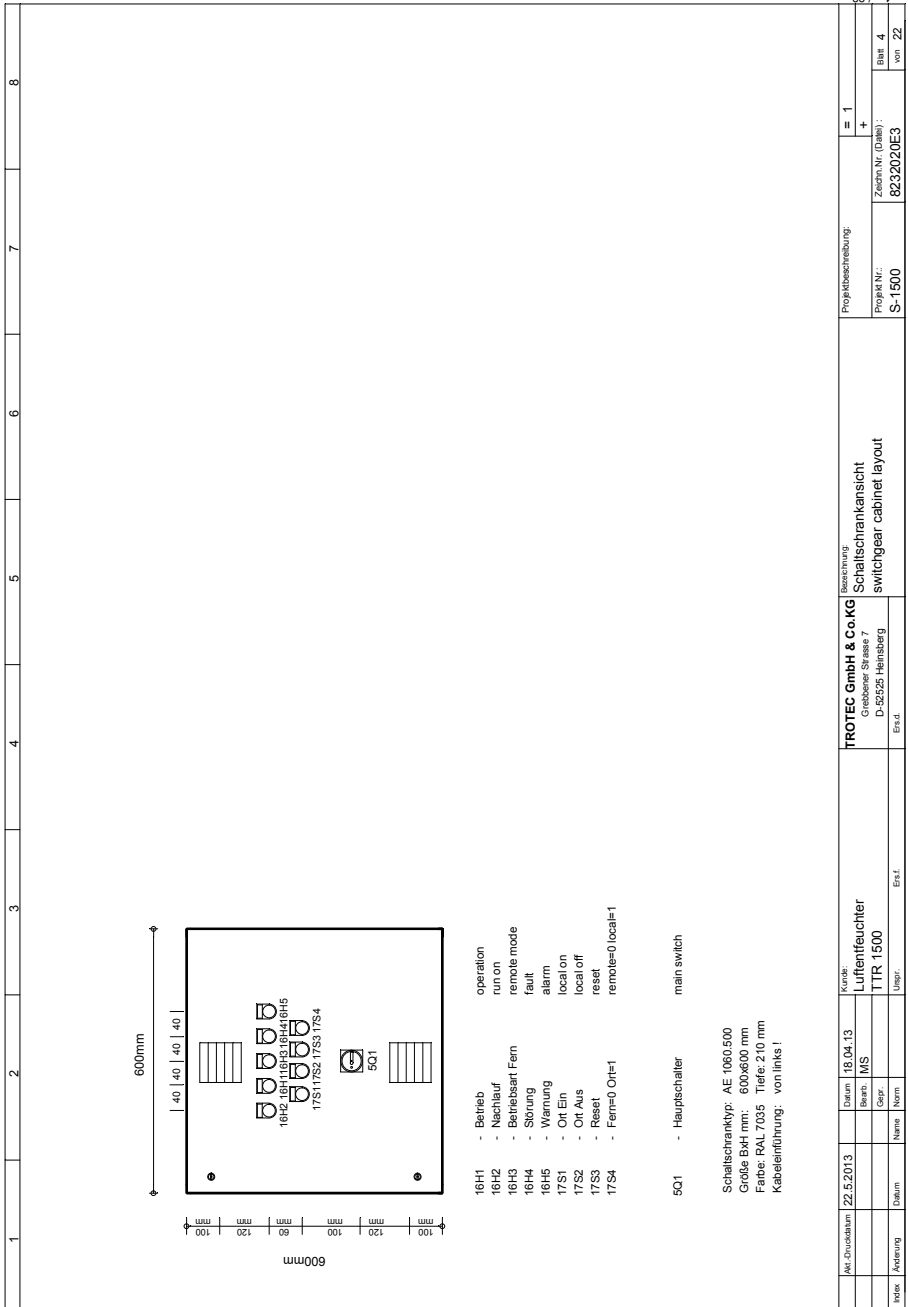 1 2 3 4 5 6 7 8
600mm
40 40 40 40
100 mm
120 mm
60 mm
100 mm
120 mm
100 mm
600mm
16H2 16H1 16H3 16H4 16H5
17S1 17S2 17S3 17S4
5Q1
16H1 - Betrieb operation
16H2 - Nachlauf run on
16H3 - Betriebsart Fern remote mode
16H4 - Störung fault
16H5 - Warnung alarm
17S1 - Ort Ein local on
17S2 - Ort Aus local off
17S3 - Reset reset
17S4 - Fern=0 Ort=1 remote=0 local=1
5Q1 - Hauptschalter main switch
Schaltschranktyp: AE 1060.500
Größe BxH mm: 600x600 mm
Farbe: RAL 7035 Tiefe: 210 mm
Kabeleinführung: von links !
Akt.-Druckdatum 22.5.2013
Index Änderung Datum Name
Datum 18.04.13
Bearb. MS
Gepr.
Norm
Kunde:
Luftentfeuchter
TTR 1500
Urspr. Ers.f. Ers.d.
TROTEC GmbH & Co.KG
Grebbener Strasse 7
D-52525 Heinsberg
Bezeichnung:
Schaltschrankansicht
switchgear cabinet layout
Projektbeschreibung:
Projekt Nr.:
S-1500
Zeichn.Nr. (Datei) :
8232020E3
= 1
+
Blatt 4
von 22